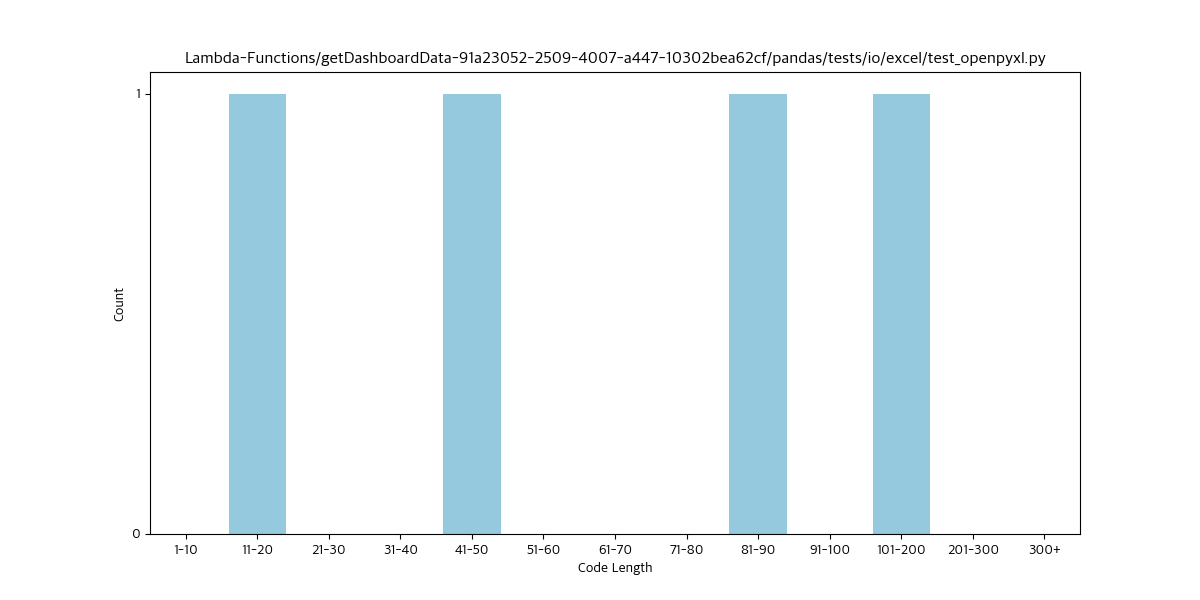 Lambda-Functions/getDashboardData-91a23052-2509-4007-a447-10302bea62cf/pandas/tests/io/excel/test_openpyxl.py
1
Count
0
1-10 11-20 21-30 31-40 41-50 51-60 61-70 71-80 81-90 91-100 101-200 201-300 300+
Code Length